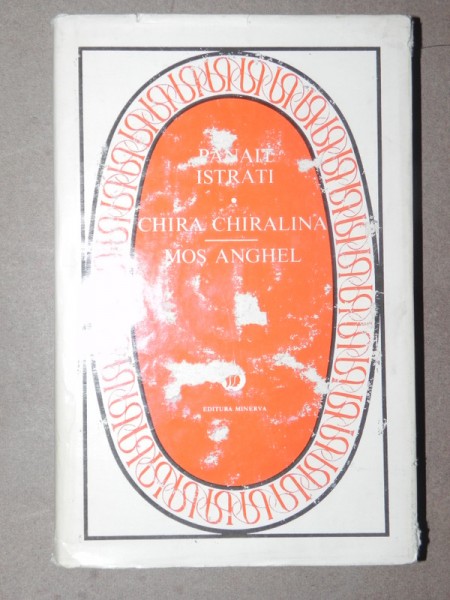 PANAIT
ISTRATI
CHIRA CHIRALINA
MOȘ ANGHEL
EDITURA MINERVA